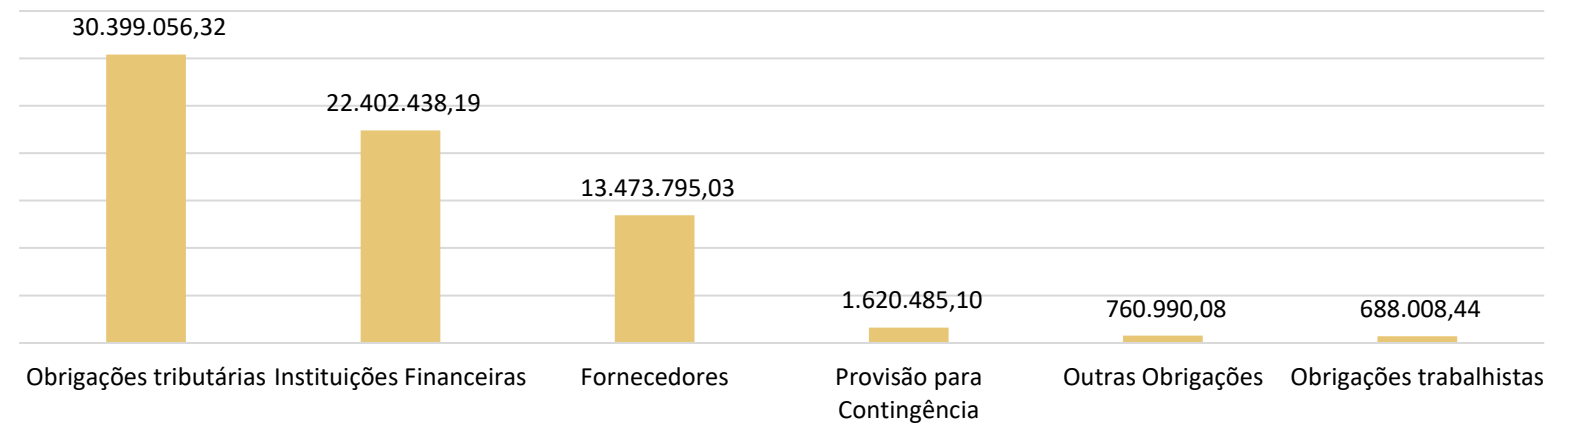 30.399.056,32
22.402.438,19
13.473.795,03
1.620.485,10
760.990,08
688.008,44
Obrigações tributárias
Instituições Financeiras
Fornecedores
Provisão para
Contingência
Outras Obrigações
Obrigações trabalhistas